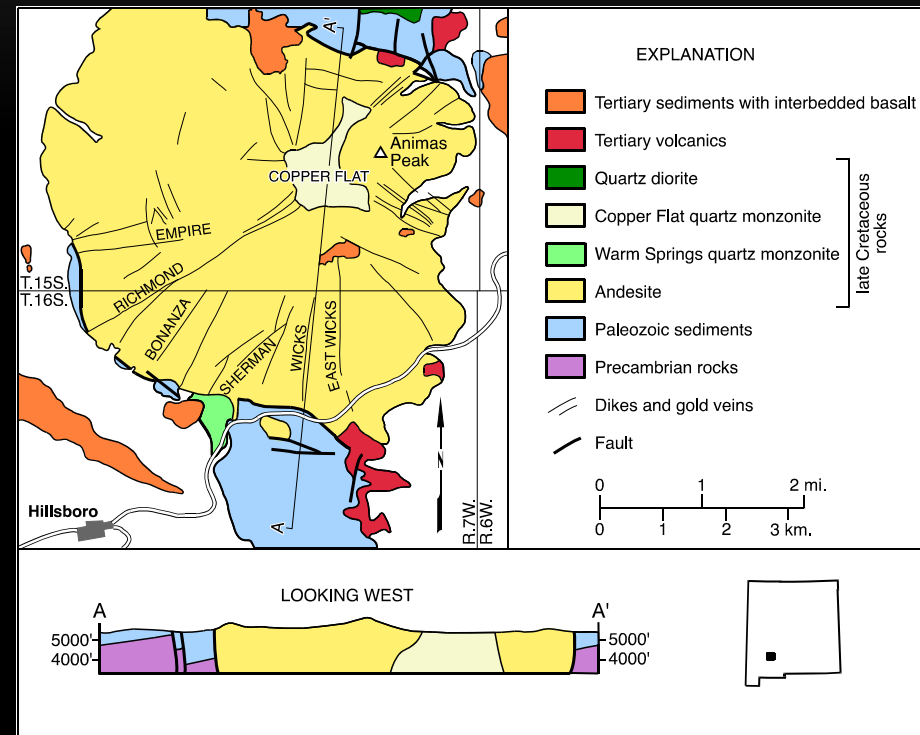 A'
Animas
Peak
COPPER FLAT
EMPIRE
T.15S.
T.16S.
RICHMOND
BONANZA
SHERMAN
WICKS
EAST WICKS
N
R.7W.
R.6W.
Hillsboro
A
EXPLANATION
Tertiary sediments with interbedded basalt
Tertiary volcanics
Quartz diorite
Copper Flat quartz monzonite
Warm Springs quartz monzonite
Andesite
late Cretaceous
rocks
Paleozoic sediments
Precambrian rocks
Dikes and gold veins
Fault
0 1 2 mi.
0 1 2 3 km.
LOOKING WEST
A A'
5000' 5000'
4000' 4000'